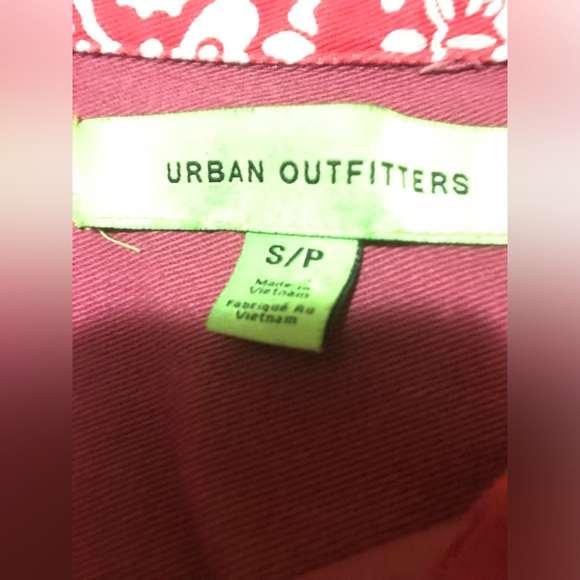 URBAN OUTFITTERS
S/P
Made in
Vietnam
Fabriqué Au
Vietnam